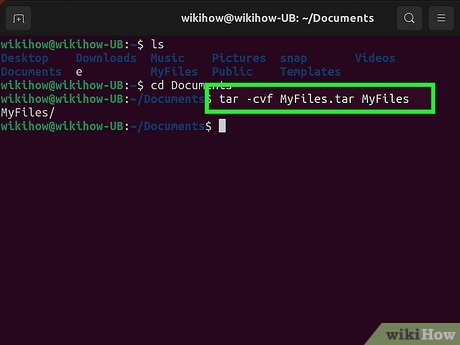 wikihow@wikihow-UB: ~/Documents
wikihow@wikihow-UB:~$ ls
Desktop Downloads Music Pictures snap Videos
Documents e MyFiles Public Templates
wikihow@wikihow-UB:~$ cd Documents
wikihow@wikihow-UB:~/Documents$ tar -cvf MyFiles.tar MyFiles
MyFiles/
wikihow@wikihow-UB:~/Documents$
wikiHow